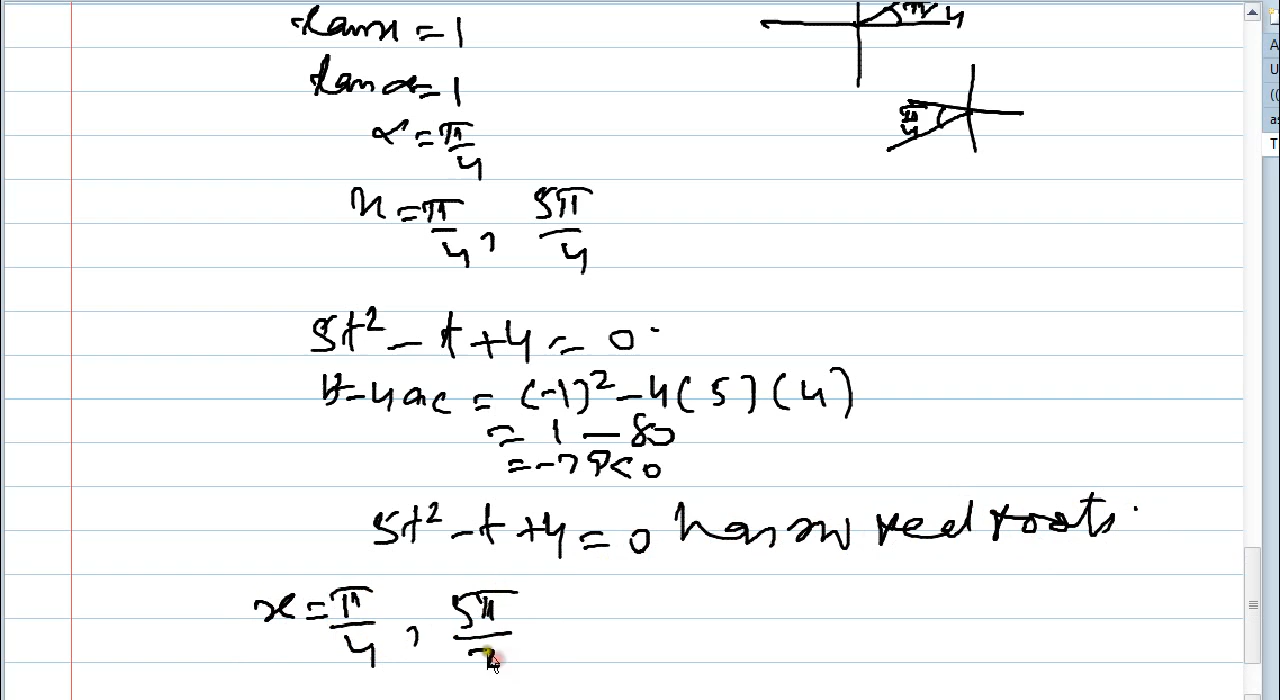 tan x = 1
π/4
tan α = 1
π/4
α = π/4
x = π/4, 5π/4
5t² - t + 4 = 0
b² - 4ac = (-1)² - 4(5)(4)
= 1 - 80
= -79 < 0
5t² - t + 4 = 0 has no real roots.
x = π/4, 5π